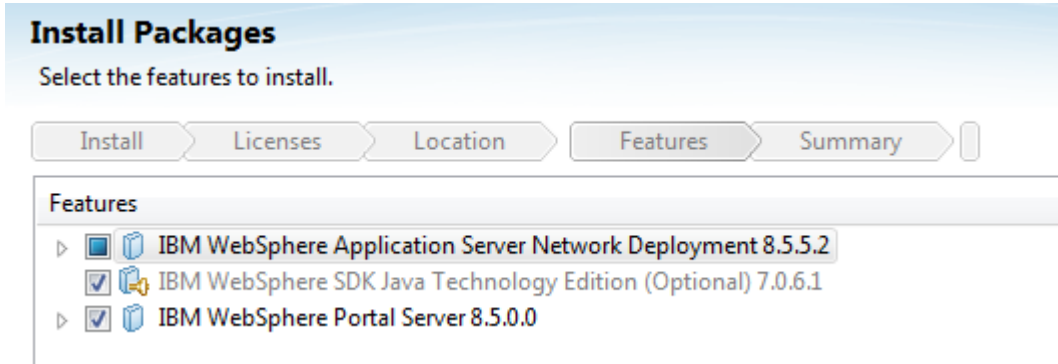 Install Packages
Select the features to install.
Install Licenses Location Features Summary
Features
IBM WebSphere Application Server Network Deployment 8.5.5.2
IBM WebSphere SDK Java Technology Edition (Optional) 7.0.6.1
IBM WebSphere Portal Server 8.5.0.0